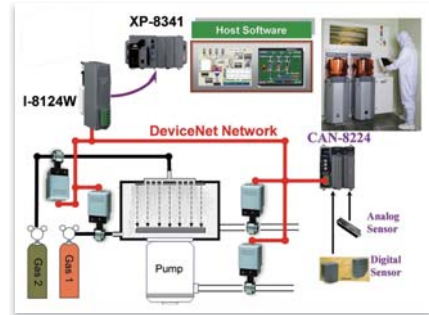 XP-8341
Host Software
I-8124W
DeviceNet Network
CAN-8224
Analog
Sensor
Digital
Sensor
Gas 2
Gas 1
Pump